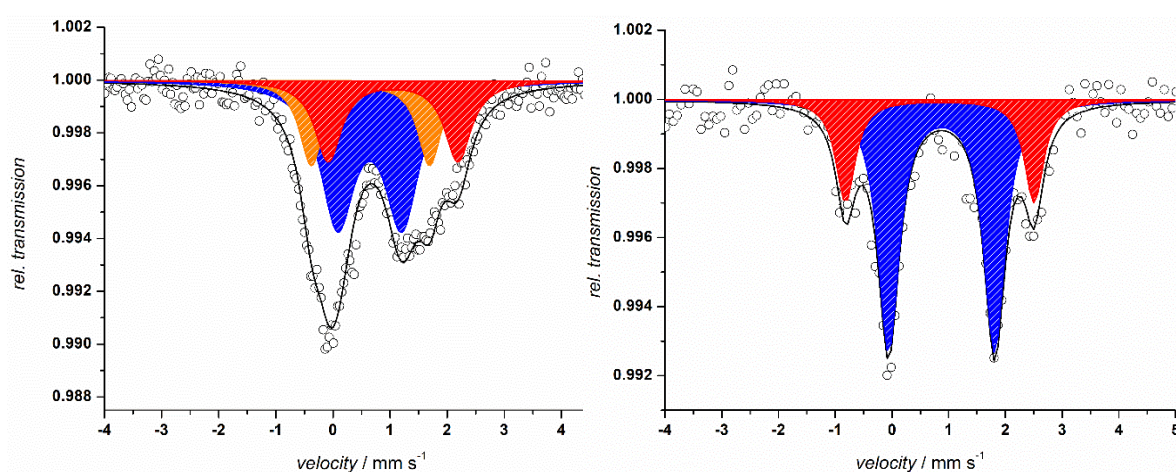 1.002
1.000
0.998
0.996
0.994
0.992
0.990
0.988
rel. transmission
-4 -3 -2 -1 0 1 2 3 4
velocity / mm s⁻¹
1.002
1.000
0.998
0.996
0.994
0.992
rel. transmission
-4 -3 -2 -1 0 1 2 3 4 5
velocity / mm s⁻¹